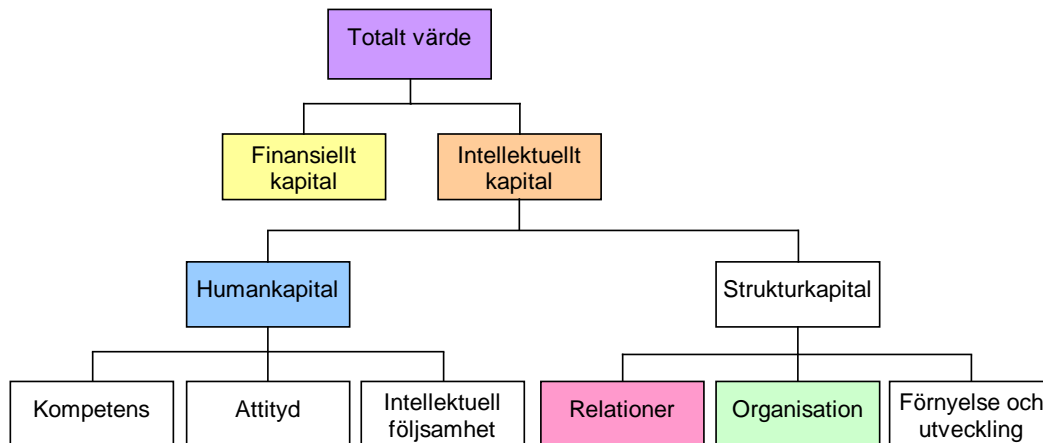 Totalt värde
Finansiellt
kapital
Intellektuellt
kapital
Humankapital
Strukturkapital
Kompetens
Attityd
Intellektuell
följsamhet
Relationer
Organisation
Förnyelse och
utveckling